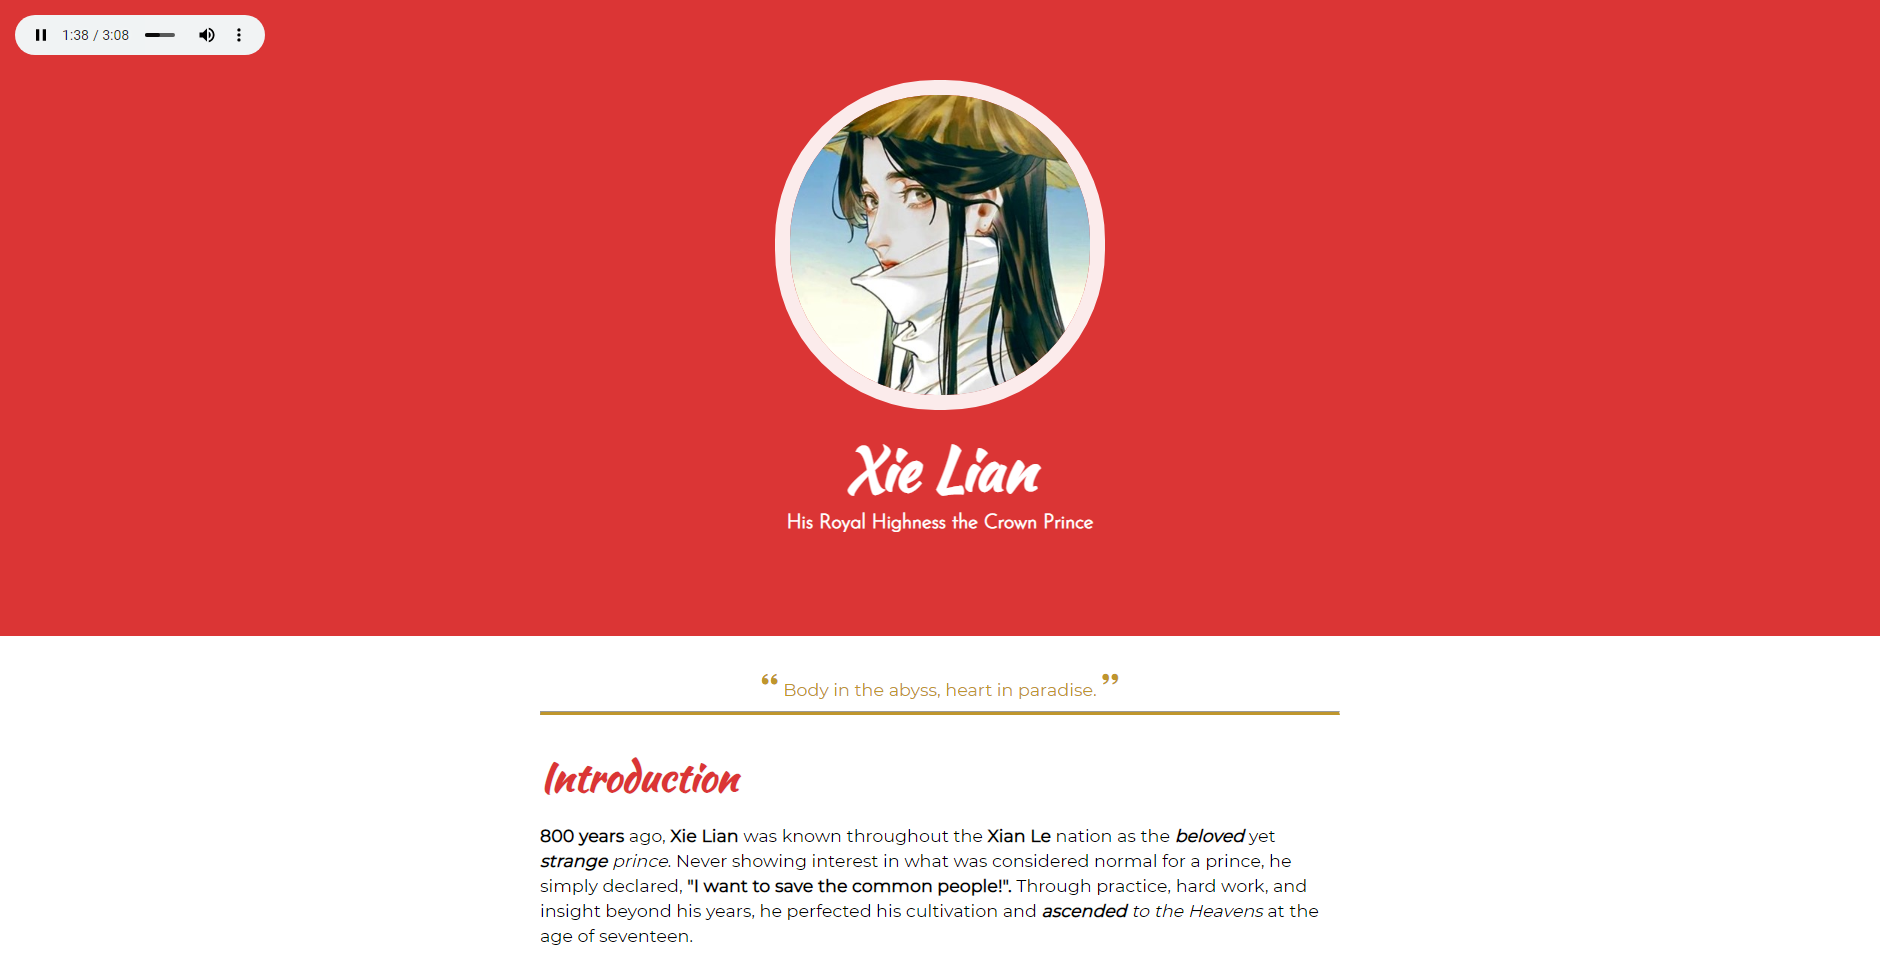 1:38 / 3:08
Xie Lian
His Royal Highness the Crown Prince
“ Body in the abyss, heart in paradise. ”
Introduction
800 years ago, Xie Lian was known throughout the Xian Le nation as the beloved yet
strange prince. Never showing interest in what was considered normal for a prince, he
simply declared, "I want to save the common people!". Through practice, hard work, and
insight beyond his years, he perfected his cultivation and ascended to the Heavens at the
age of seventeen.